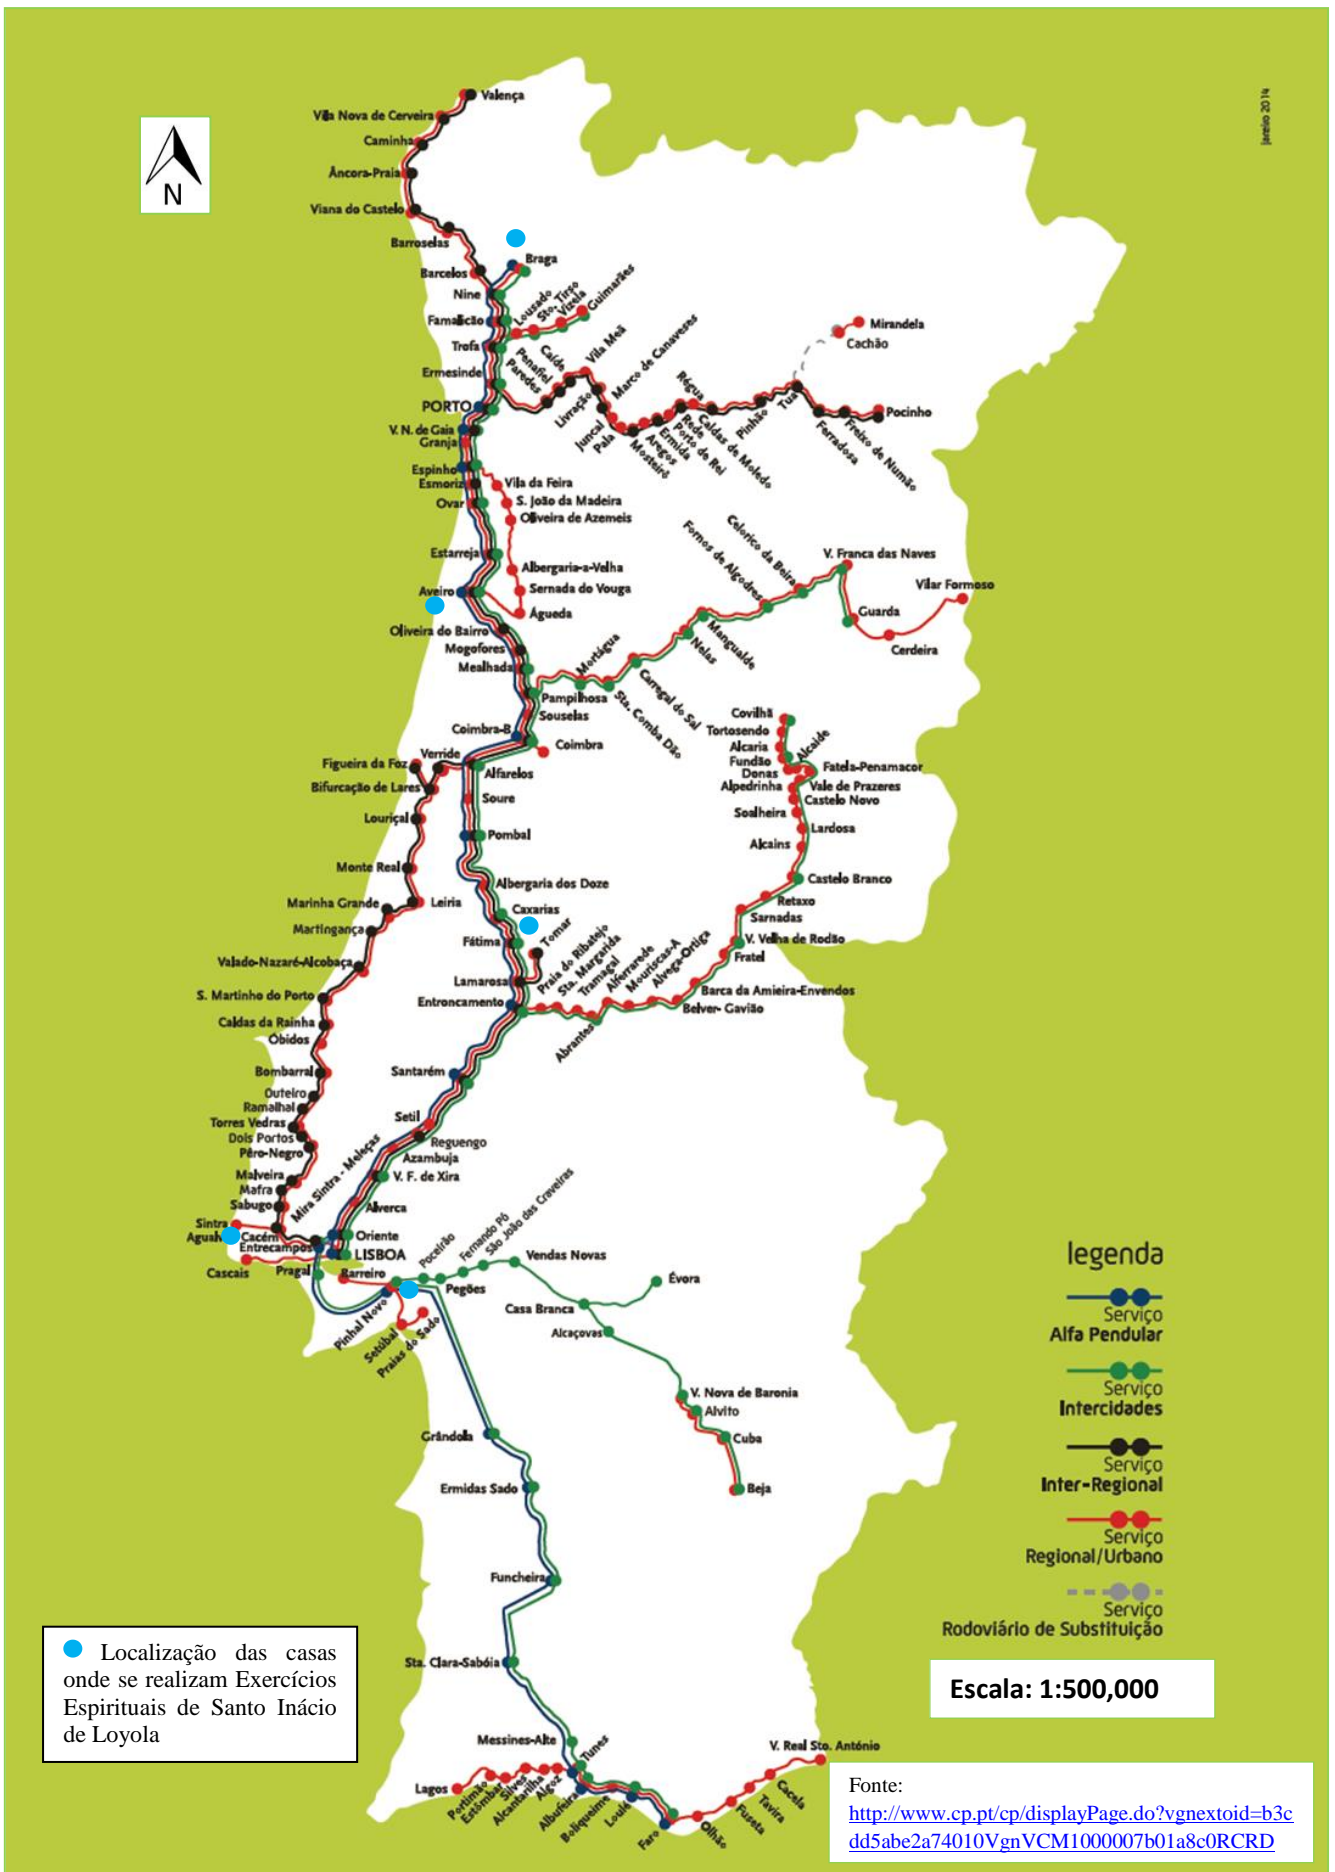 janeiro 2014
N
Valença
Vila Nova de Cerveira
Caminha
Âncora-Praia
Viana do Castelo
Barroselas
Barcelos
Braga
Nine
Famalicão
Lousado
Sto. Tirso
Vizela
Guimarães
Trofa
Ermesinde
Paredes
Penafiel
Caíde
Vila Meã
Livração
Marco de Canaveses
Juncal
Pala
Mosteirô
Aregos
Ermida
Porto de Rei
Rede
Régua
Caldas de Moledo
Pinhão
Tua
Mirandela
Cachão
Ferradosa
Freixo de Numão
Pocinho
PORTO
V. N. de Gaia
Granja
Espinho
Esmoriz
Ovar
Vila da Feira
S. João da Madeira
Oliveira de Azemeis
Estarreja
Albergaria-a-Velha
Sernada do Vouga
Águeda
Aveiro
Oliveira do Bairro
Mogofores
Mealhada
Pampilhosa
Souselas
Mortágua
Sta. Comba Dão
Carregal do Sal
Nelas
Mangualde
Fornos de Algodres
Celorico da Beira
V. Franca das Naves
Vilar Formoso
Guarda
Cerdeira
Coimbra-B
Coimbra
Verride
Figueira da Foz
Bifurcação de Lares
Alfarelos
Soure
Louriçal
Pombal
Monte Real
Albergaria dos Doze
Marinha Grande
Leiria
Martingança
Caxarias
Fátima
Tomar
Valado-Nazaré-Alcobaça
Lamarosa
S. Martinho do Porto
Entroncamento
Caldas da Rainha
Óbidos
Praia do Ribatejo
Sta. Margarida
Tramagal
Abrantes
Alferrarede
Mouriscas-A
Alvega-Ortiga
Belver- Gavião
Barca da Amieira-Envendos
Fratel
V. Velha de Rodão
Sarnadas
Retaxo
Castelo Branco
Alcains
Lardosa
Soalheira
Castelo Novo
Alpedrinha
Vale de Prazeres
Fatela-Penamacor
Donas
Alcaide
Fundão
Alcaria
Tortosendo
Covilhã
Bombarral
Santarém
Outeiro
Ramalhal
Torres Vedras
Dois Portos
Pêro-Negro
Setil
Reguengo
Azambuja
V. F. de Xira
Malveira
Mafra
Sabugo
Mira Sintra - Meleças
Alverca
Sintra
Agualv
Cacém
Entrecampos
Oriente
LISBOA
Cascais
Pragal
Barreiro
Pinhal Novo
Setúbal
Praias do Sado
Poceirão
Pegões
Fernando Pó
São João das Craveiras
Vendas Novas
Casa Branca
Évora
Alcaçovas
V. Nova de Baronia
Alvito
Cuba
Beja
Grândola
Ermidas Sado
Funcheira
Sta. Clara-Sabóia
Messines-Alte
Tunes
Lagos
Portimão
Estômbar
Silves
Alcantarilha
Algoz
Albufeira
Boliqueime
Loulé
Faro
Olhão
Fuseta
Tavira
Cacela
V. Real Sto. António
legenda
Serviço
Alfa Pendular
Serviço
Intercidades
Serviço
Inter-Regional
Serviço
Regional/Urbano
Serviço
Rodoviário de Substituição
Localização das casas
onde se realizam Exercícios
Espirituais de Santo Inácio
de Loyola
Escala: 1:500,000
Fonte:
http://www.cp.pt/cp/displayPage.do?vgnextoid=b3c
dd5abe2a74010VgnVCM1000007b01a8c0RCRD